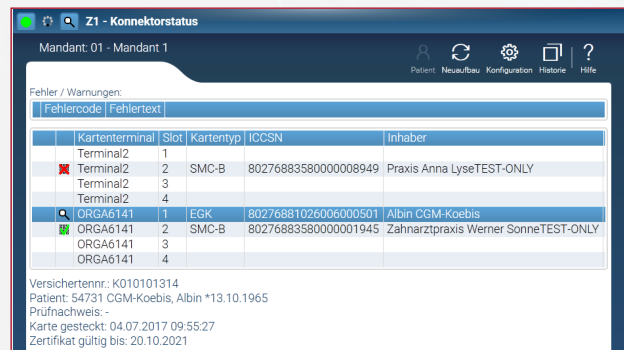 Z1 - Konnektorstatus
Mandant: 01 - Mandant 1
Patient Neuaufbau Konfiguration Historie Hilfe
Fehler / Warnungen:
Fehlercode Fehlertext
Kartenterminal Slot Kartentyp ICCSN Inhaber
Terminal2 1
Terminal2 2 SMC-B 80276883580000008949 Praxis Anna LyseTEST-ONLY
Terminal2 3
Terminal2 4
ORGA6141 1 EGK 80276881026006000501 Albin CGM-Koebis
ORGA6141 2 SMC-B 80276883580000001945 Zahnarztpraxis Werner SonneTEST-ONLY
ORGA6141 3
ORGA6141 4
Versichertennr.: K010101314
Patient: 54731 CGM-Koebis, Albin *13.10.1965
Prüfnachweis: -
Karte gesteckt: 04.07.2017 09:55:27
Zertifikat gültig bis: 20.10.2021